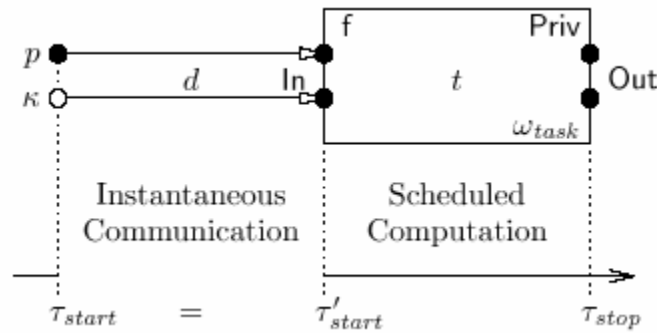 f Priv
p
d In t Out
κ
ω_task
Instantaneous Scheduled
Communication Computation
τ_start = τ′_start τ_stop